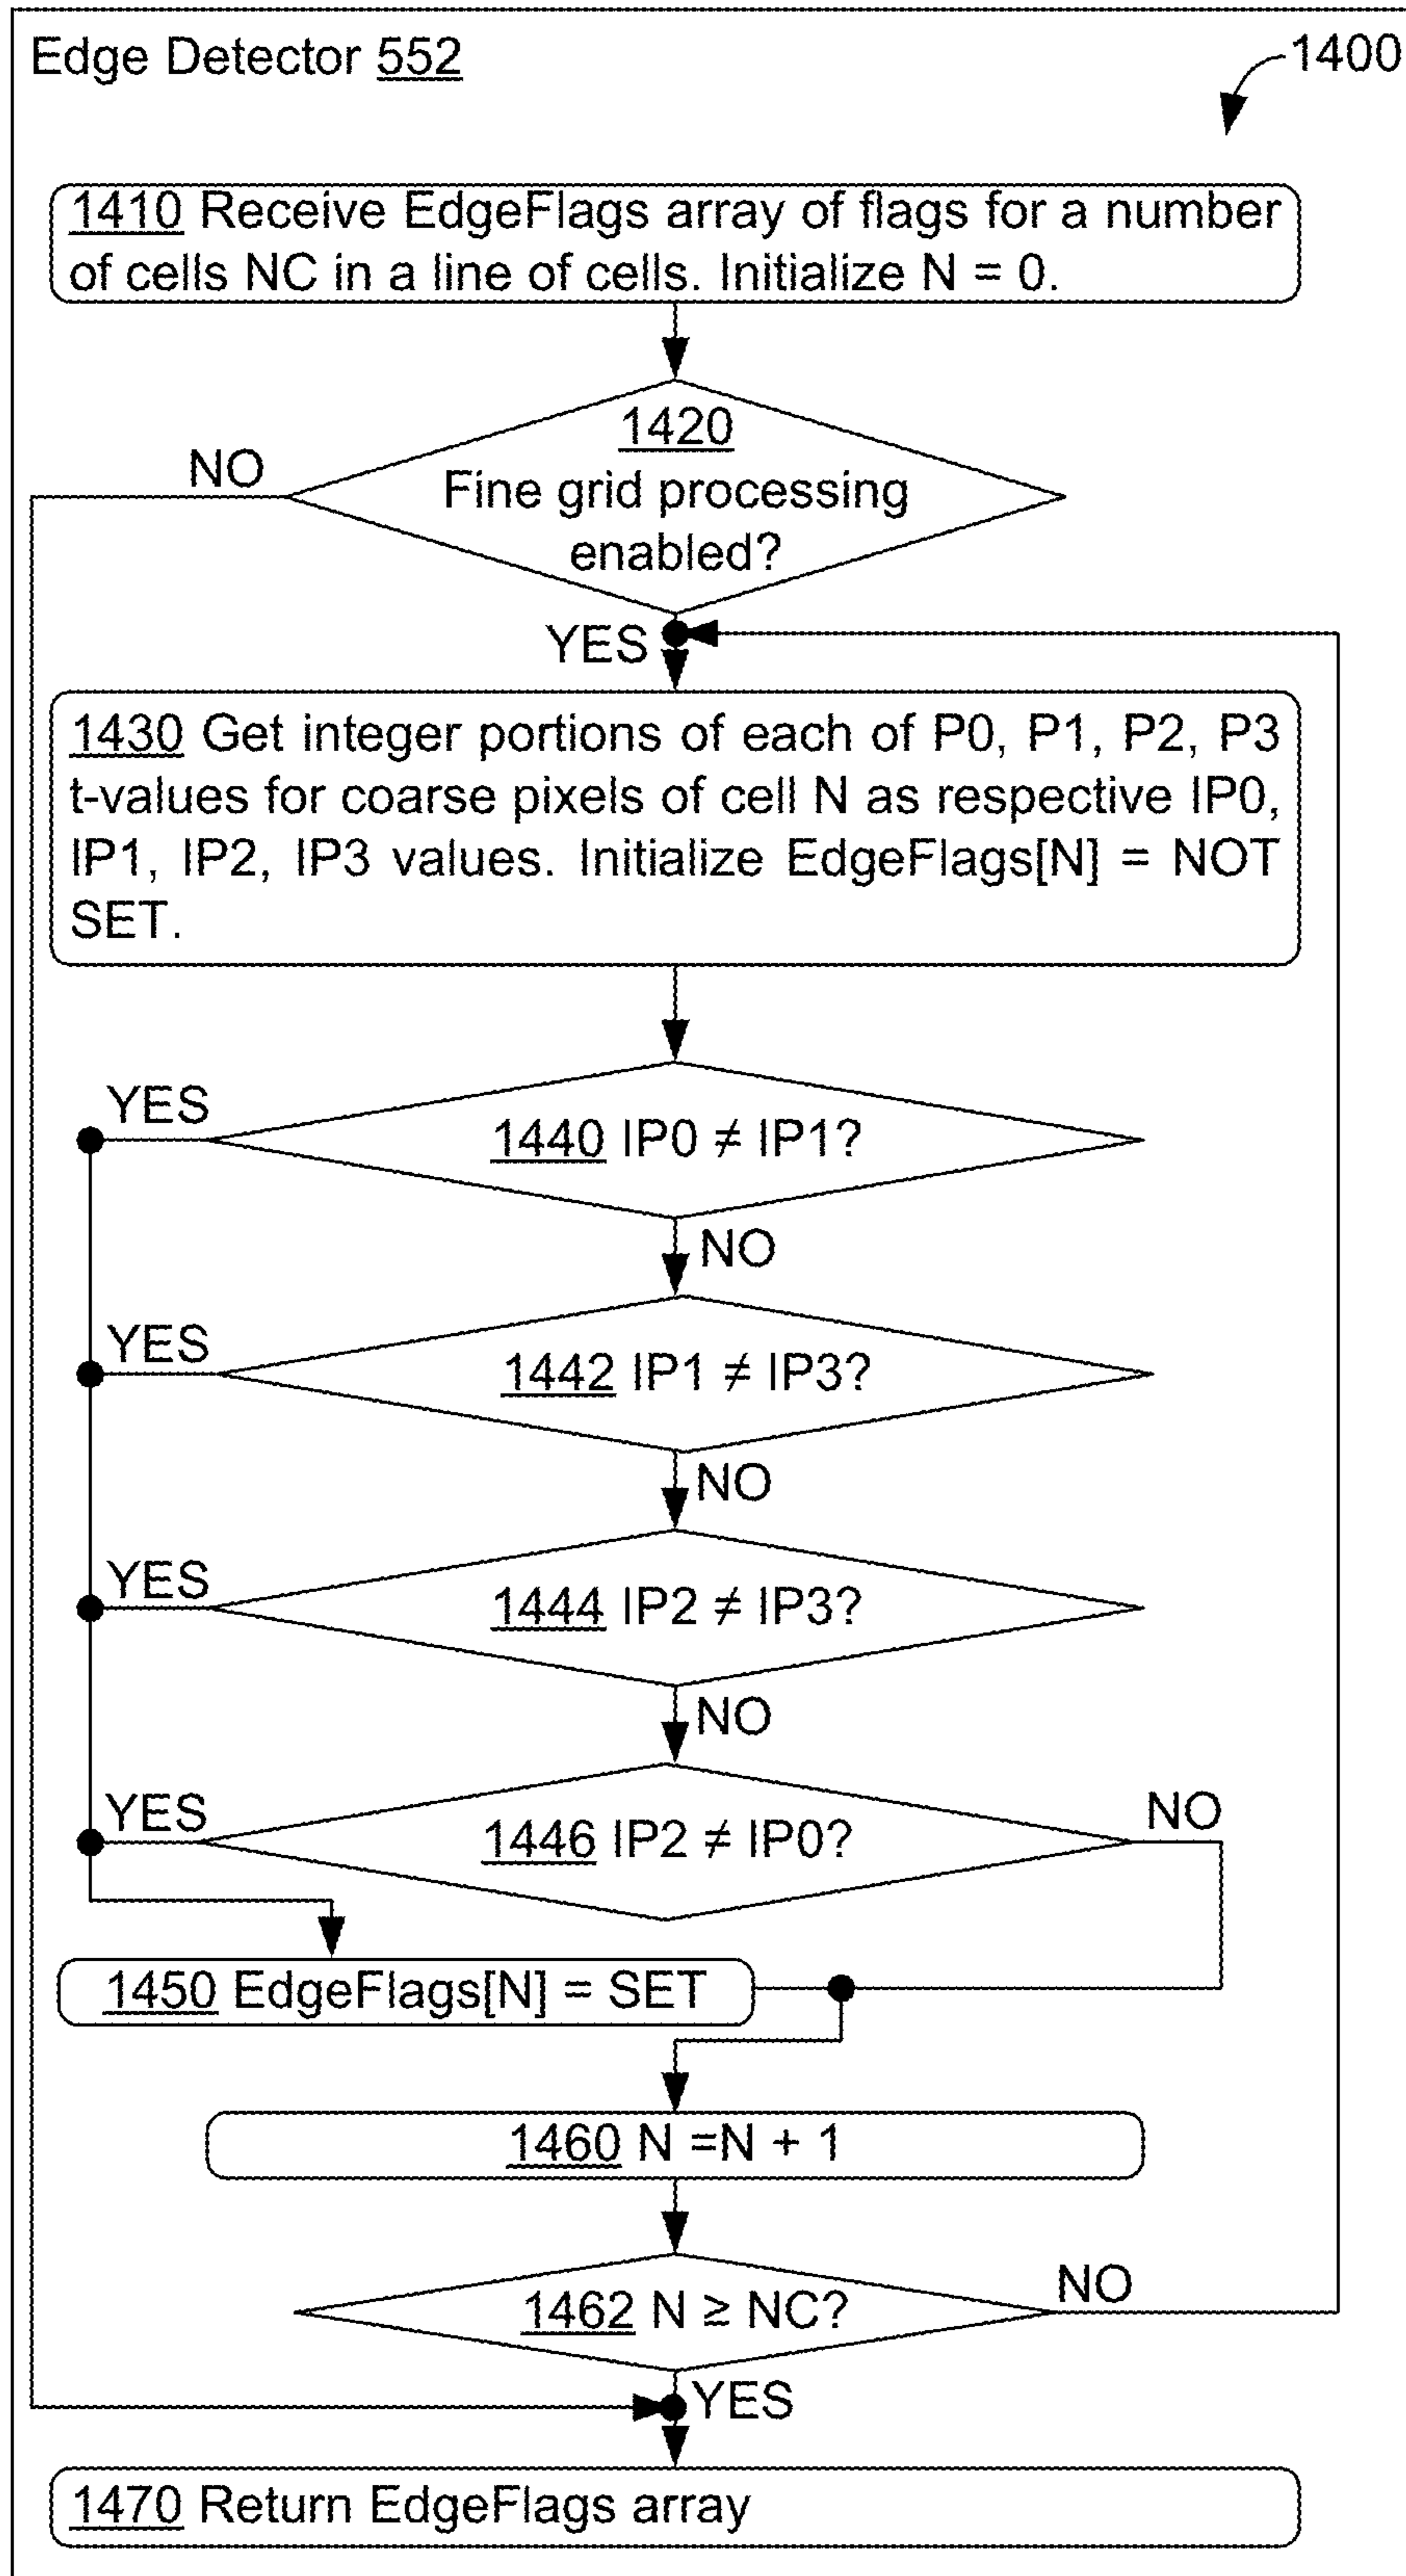 Edge Detector 552
1400
1410 Receive EdgeFlags array of flags for a number
of cells NC in a line of cells. Initialize N = 0.
1420
NO
Fine grid processing
enabled?
YES
1430 Get integer portions of each of P0, P1, P2, P3
t-values for coarse pixels of cell N as respective IP0,
IP1, IP2, IP3 values. Initialize EdgeFlags[N] = NOT
SET.
YES
1440 IP0 ≠ IP1?
NO
YES
1442 IP1 ≠ IP3?
NO
YES
1444 IP2 ≠ IP3?
NO
YES
1446 IP2 ≠ IP0?
NO
1450 EdgeFlags[N] = SET
1460 N =N + 1
1462 N ≥ NC?
NO
YES
1470 Return EdgeFlags array